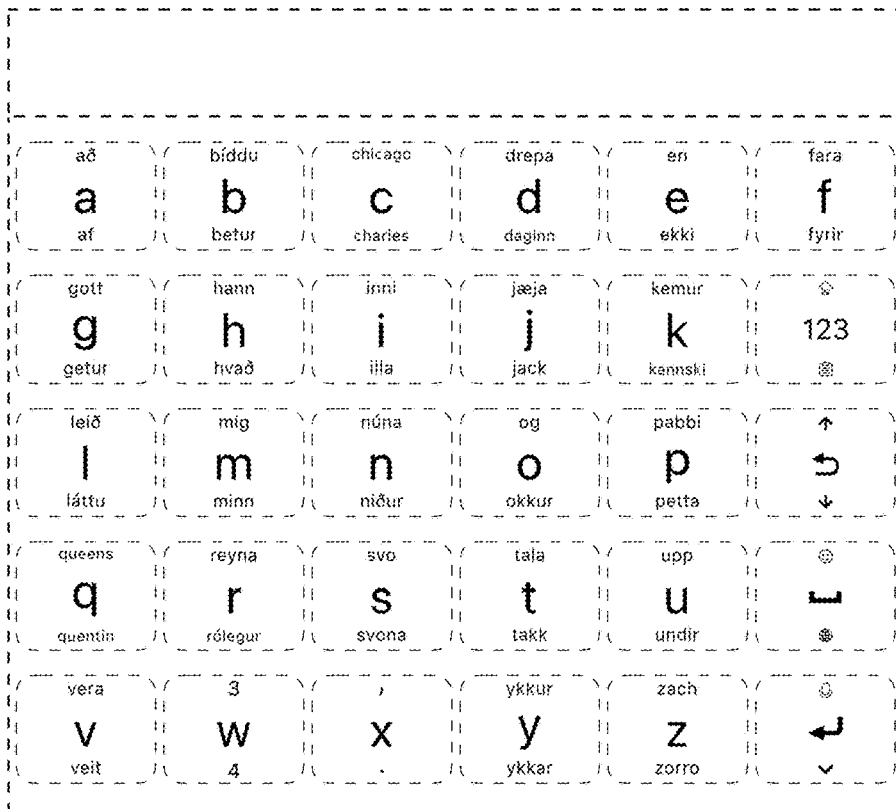 að bíddu chicago drepa en fara
a b c d e f
af betur charles daginn ekki fyrir
gott hann inni jæja kemur
g h i j k 123
getur hvað illa jack kannski
leið mig núna og pabbi
l m n o p
láttu minn niður okkur petta
queens reyna svo tala upp
q r s t u
quentin rólegur svona takk undir
vera 3 , ykkur zach
v w x y z
veit 4 . ykkar zorro